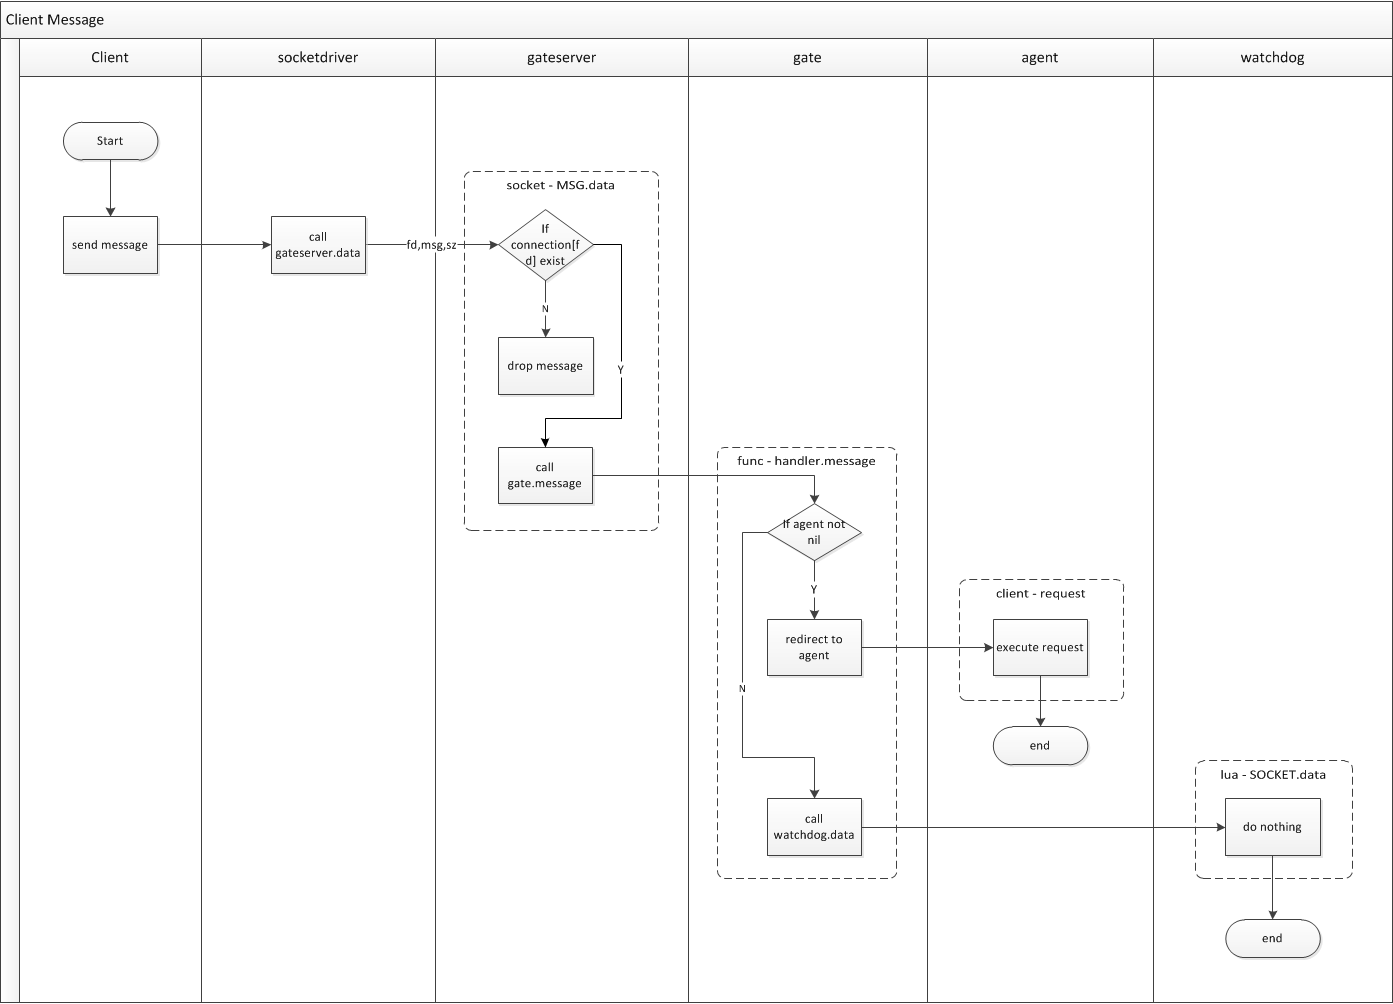 Client Message
Client
socketdriver
gateserver
gate
agent
watchdog
Start
send message
call
gateserver.data
fd,msg,sz
socket - MSG.data
If
connection[f
d] exist
N
drop message
Y
call
gate.message
func - handler.message
If agent not
nil
Y
redirect to
agent
N
call
watchdog.data
client - request
execute request
end
lua - SOCKET.data
do nothing
end